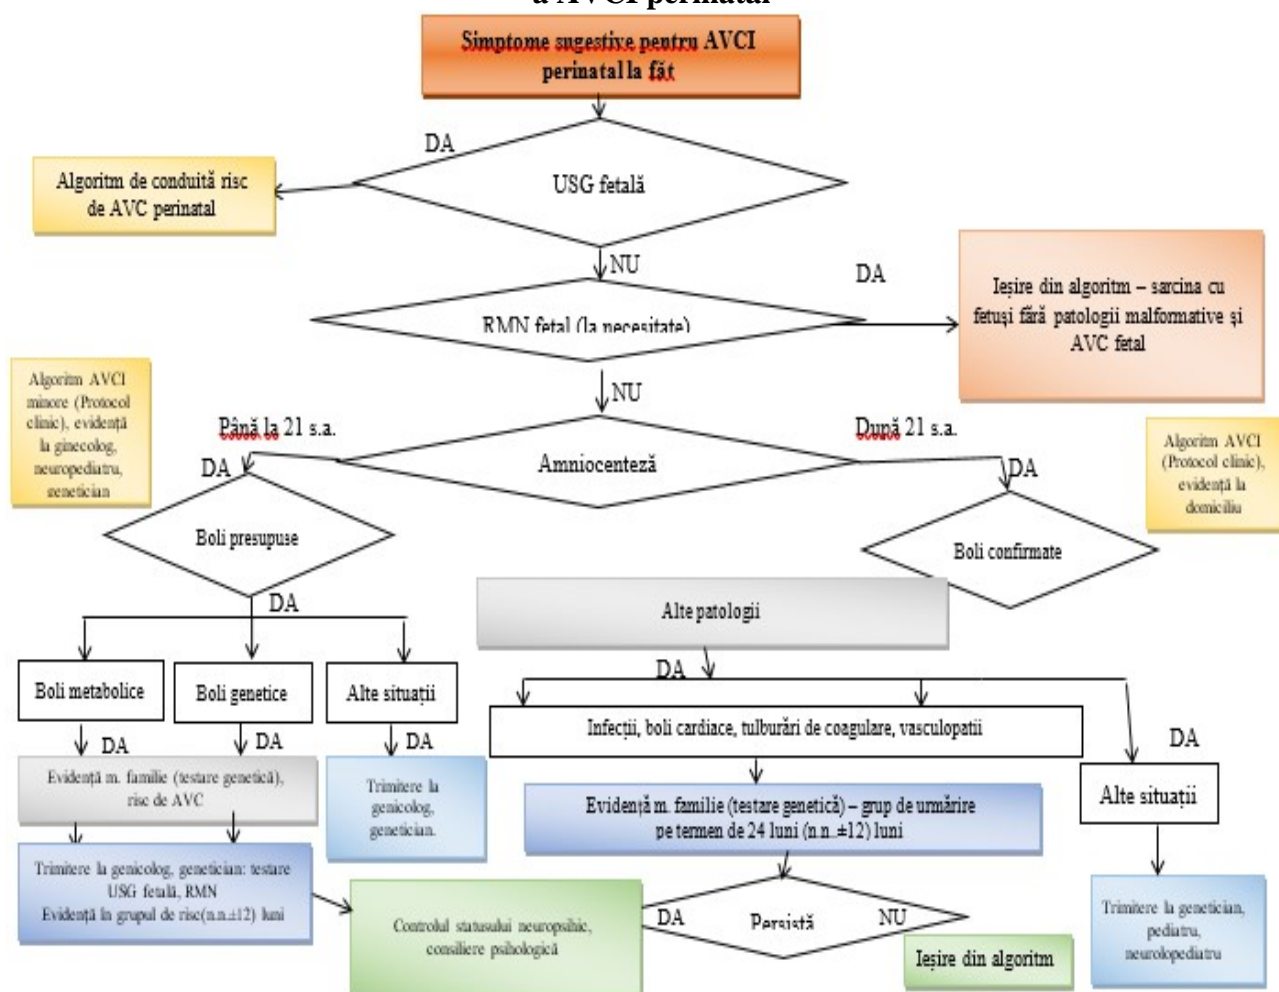 a AVCI perinatal
Simptome sugestive pentru AVCI
perinatal la făt
DA
USG fetală
Algoritm de conduită risc
de AVC perinatal
NU
DA
RMN fetal (la necesitate)
Ieșire din algoritm – sarcina cu
fetuși fără patologii malformative și
AVC fetal
NU
Algoritm AVCI
minore (Protocol
clinic), evidență
la ginecolog,
neuropediatru,
genetician
Până la 21 s.a.
După 21 s.a.
Amniocenteză
DA
DA
Algoritm AVCI
(Protocol clinic),
evidență la
domiciliu
Boli presupuse
Boli confirmate
DA
Alte patologii
DA
Boli metabolice
Boli genetice
Alte situații
Infecții, boli cardiace, tulburări de coagulare, vasculopatii
DA
DA
DA
DA
Evidență m. familie (testare genetică),
risc de AVC
Trimitere la
genicolog,
genetician.
Evidență m. familie (testare genetică) – grup de urmărire
pe termen de 24 luni (n.n..±12) luni
Alte situații
Trimitere la genicolog, genetician: testare
USG fetală, RMN
Evidență în grupul de risc(n.n.±12) luni
Controlul statusului neuropsihic,
consiliere psihologică
DA
Persistă
NU
Ieșire din algoritm
Trimitere la genetician,
pediatru,
neurolopediatru